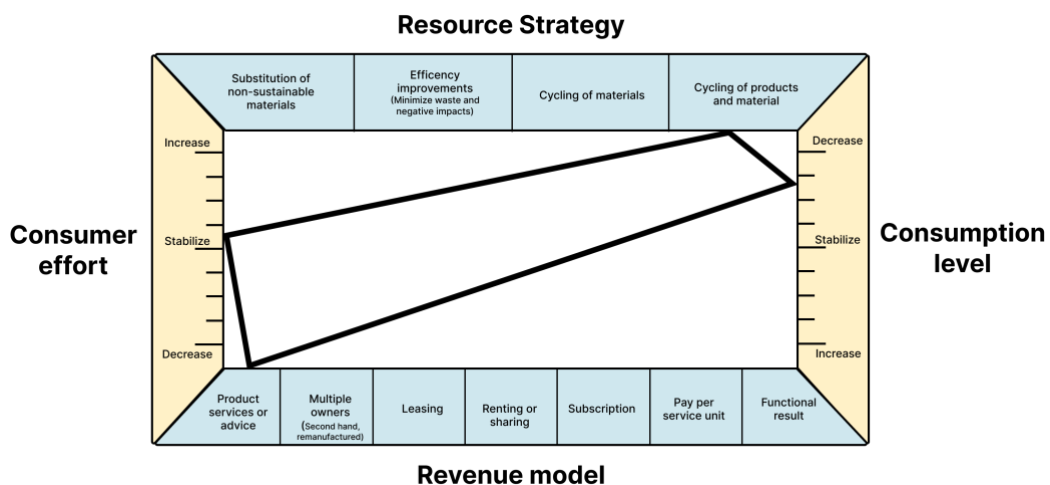 Resource Strategy
Substitution of
non-sustainable
materials
Efficency
improvements
(Minimize waste and
negative impacts)
Cycling of materials
Cycling of products
and material
Increase
Stabilize
Decrease
Consumer
effort
Decrease
Stabilize
Increase
Consumption
level
Product
services or
advice
Multiple
owners
(Second hand,
remanufactured)
Leasing
Renting or
sharing
Subscription
Pay per
service unit
Functional
result
Revenue model